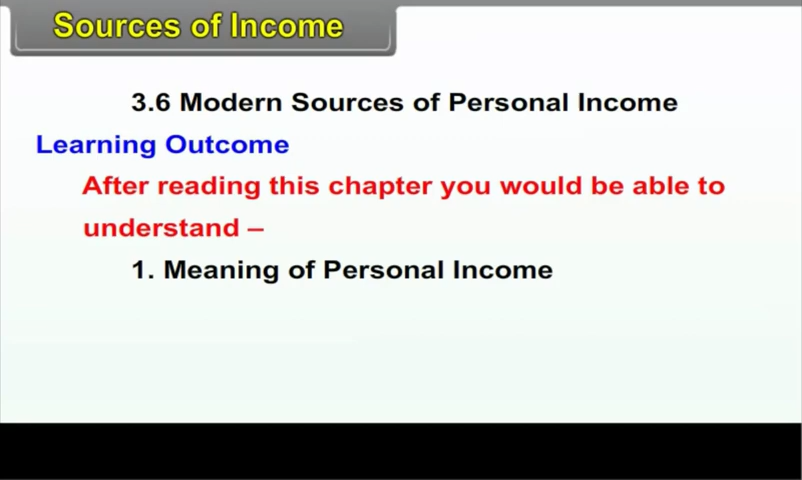 Sources of Income
3.6 Modern Sources of Personal Income
Learning Outcome
After reading this chapter you would be able to
understand –
1. Meaning of Personal Income